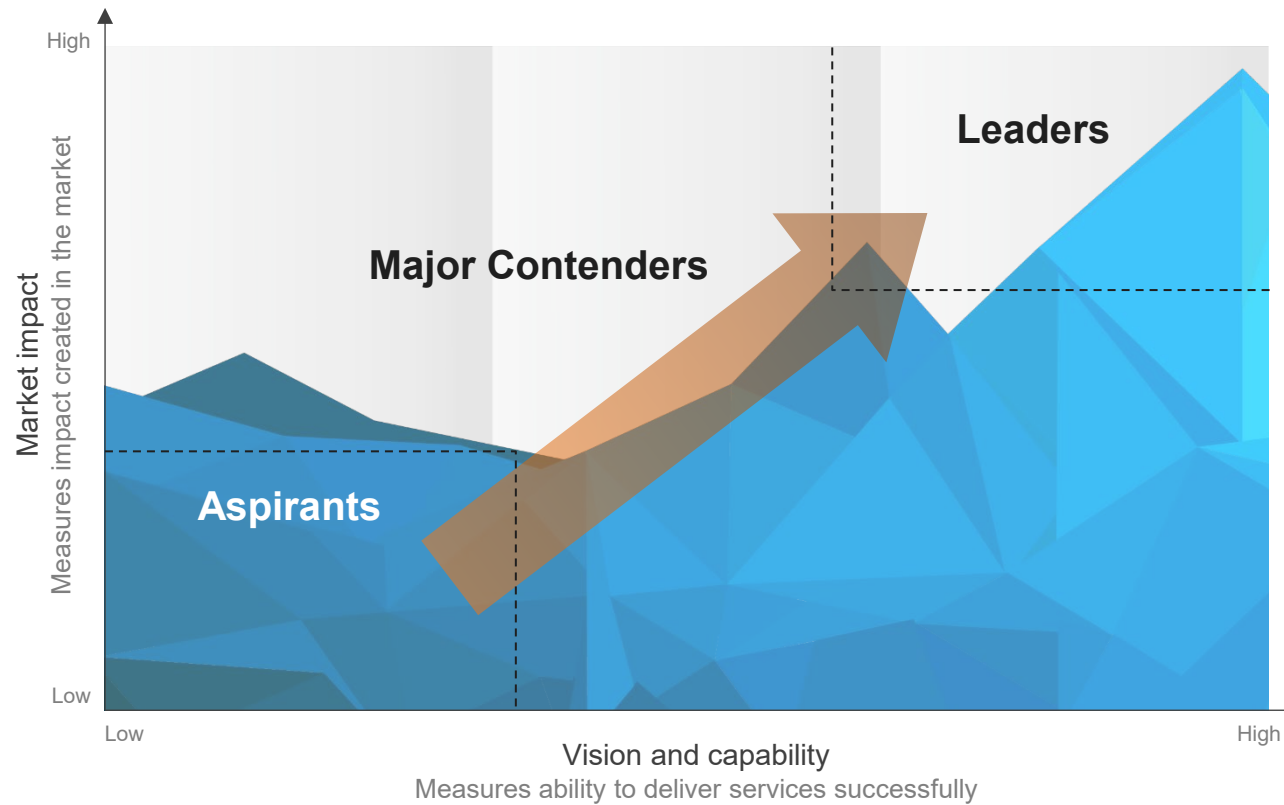 High
Leaders
Major Contenders
Market impact
Measures impact created in the market
Aspirants
Low
Low
High
Vision and capability
Measures ability to deliver services successfully